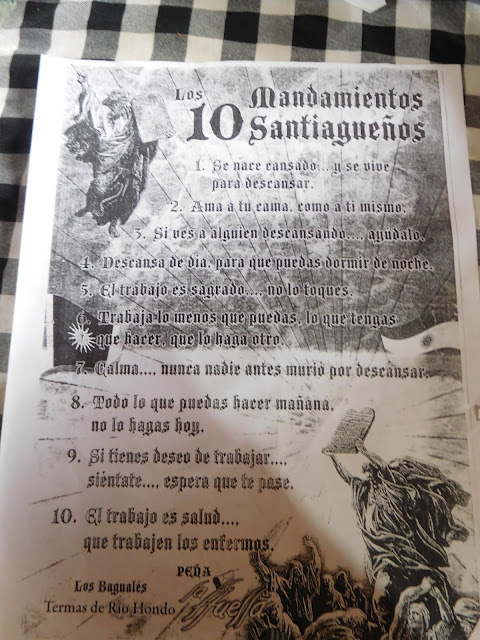 Los 10 Mandamientos
Santiagueños
1. Se nace cansado... y se vive
para descansar.
2. Ama a tu cama, como a ti mismo.
3. Si ves a alguien descansando...., ayudalo.
4. Descansa de dia, para que puedas dormir de noche.
5. El trabajo es sagrado...., no lo toques.
6. Trabaja lo menos que puedas, lo que tengas
que hacer, que lo haga otro.
7. Calma...., nunca nadie antes murió por descansar.
8. Todo lo que puedas hacer mañana,
no lo hagas hoy.
9. Si tienes deseo de trabajar....,
siéntate...., espera que te pase.
10. El trabajo es salud....,
que trabajen los enfermos.
PEÑA
Los Baguales
Termas de Rio Hondo